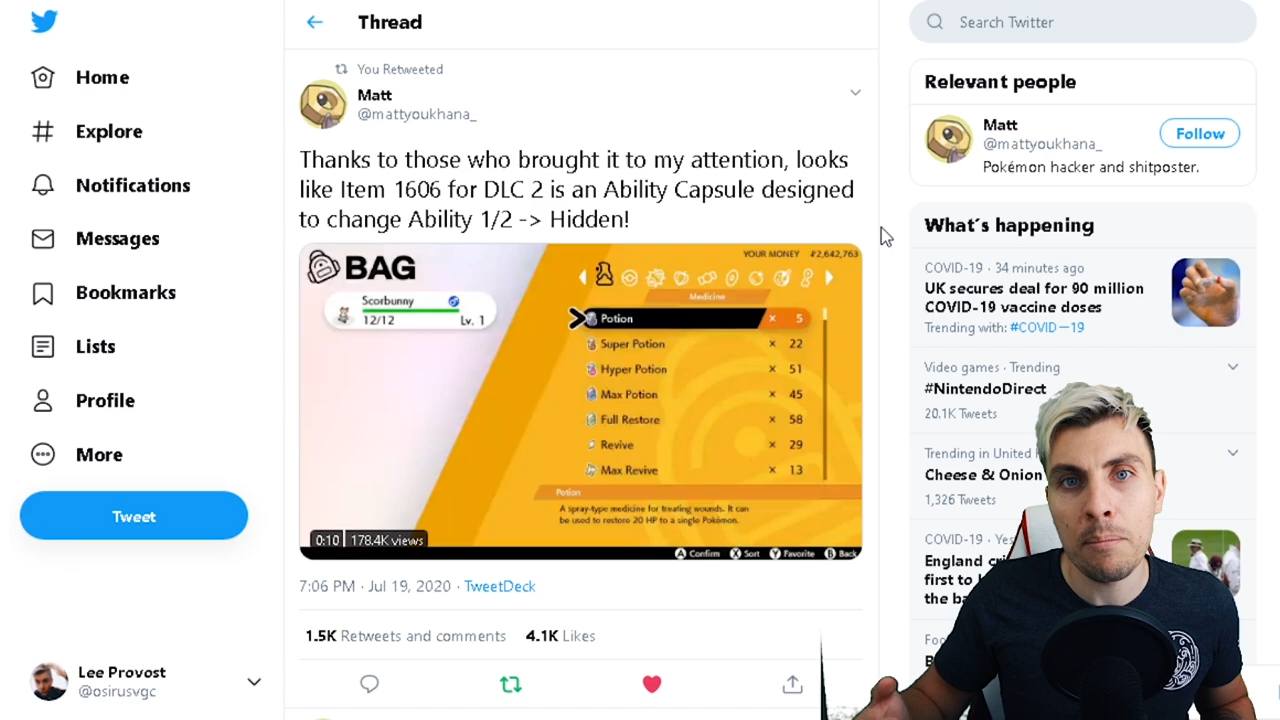 Home
Explore
Notifications
Messages
Bookmarks
Lists
Profile
More
Tweet
Lee Provost
@osirusvgc
Thread
You Retweeted
Matt
@mattyoukhana_
Thanks to those who brought it to my attention, looks
like Item 1606 for DLC 2 is an Ability Capsule designed
to change Ability 1/2 -> Hidden!
BAG
YOUR MONEY ₽2,642,763
Medicine
Scorbunny
12/12 Lv. 1
Potion × 5
Super Potion × 22
Hyper Potion × 51
Max Potion × 45
Full Restore × 58
Revive × 29
Max Revive × 13
Potion
A spray-type medicine for treating wounds. It can
be used to restore 20 HP to a single Pokémon.
0:10 178.4K views
A Confirm X Sort Y Favorite B Back
7:06 PM · Jul 19, 2020 · TweetDeck
1.5K Retweets and comments 4.1K Likes
Search Twitter
Relevant people
Matt
@mattyoukhana_
Follow
Pokémon hacker and shitposter.
What's happening
COVID-19 · 34 minutes ago
UK secures deal for 90 million
COVID-19 vaccine doses
Trending with: #COVID—19
Video games · Trending
#NintendoDirect
20.1K Tweets
Trending in United
Cheese & Onion
1,326 Tweets
COVID-19 ·
England
first to
the